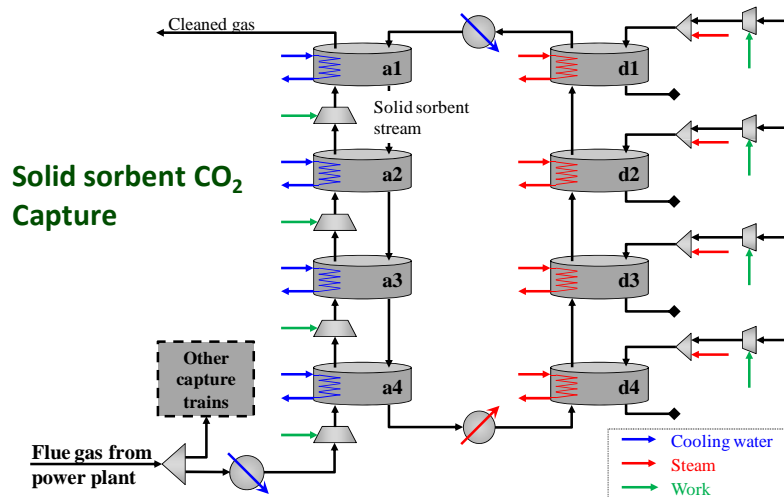 Cleaned gas
a1
d1
Solid sorbent
stream
Solid sorbent CO₂
Capture
a2
d2
a3
d3
Other
capture
trains
a4
d4
Flue gas from
power plant
Cooling water
Steam
Work